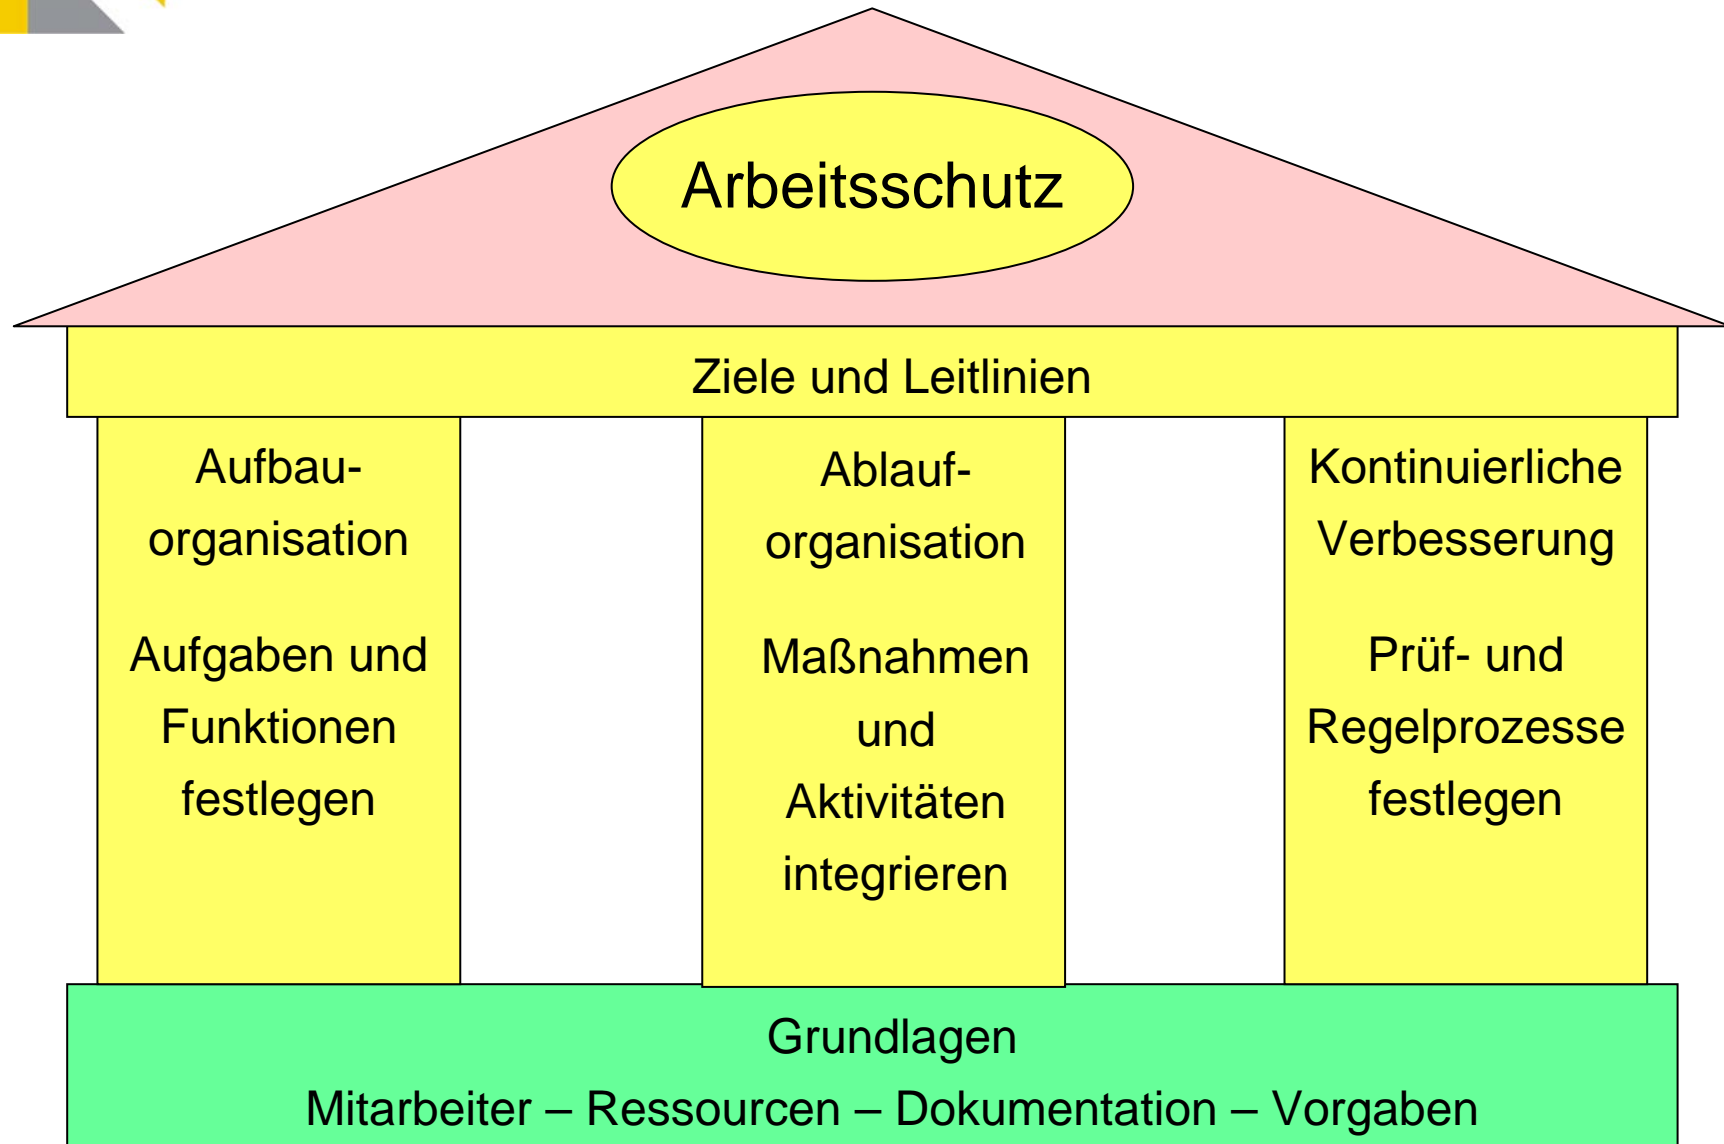 Arbeitsschutz
Ziele und Leitlinien
Aufbau-
organisation
Aufgaben und
Funktionen
festlegen
Ablauf-
organisation
Maßnahmen
und
Aktivitäten
integrieren
Kontinuierliche
Verbesserung
Prüf- und
Regelprozesse
festlegen
Grundlagen
Mitarbeiter – Ressourcen – Dokumentation – Vorgaben